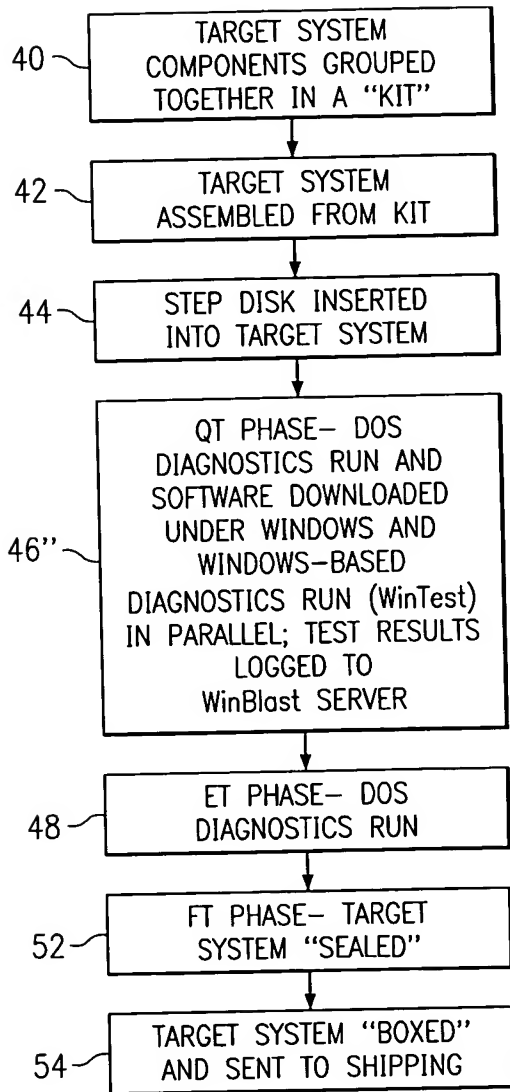 40
TARGET SYSTEM
COMPONENTS GROUPED
TOGETHER IN A “KIT”
42
TARGET SYSTEM
ASSEMBLED FROM KIT
44
STEP DISK INSERTED
INTO TARGET SYSTEM
46”
QT PHASE– DOS
DIAGNOSTICS RUN AND
SOFTWARE DOWNLOADED
UNDER WINDOWS AND
WINDOWS-BASED
DIAGNOSTICS RUN (WinTest)
IN PARALLEL; TEST RESULTS
LOGGED TO
WinBlast SERVER
48
ET PHASE– DOS
DIAGNOSTICS RUN
52
FT PHASE– TARGET
SYSTEM “SEALED”
54
TARGET SYSTEM “BOXED”
AND SENT TO SHIPPING